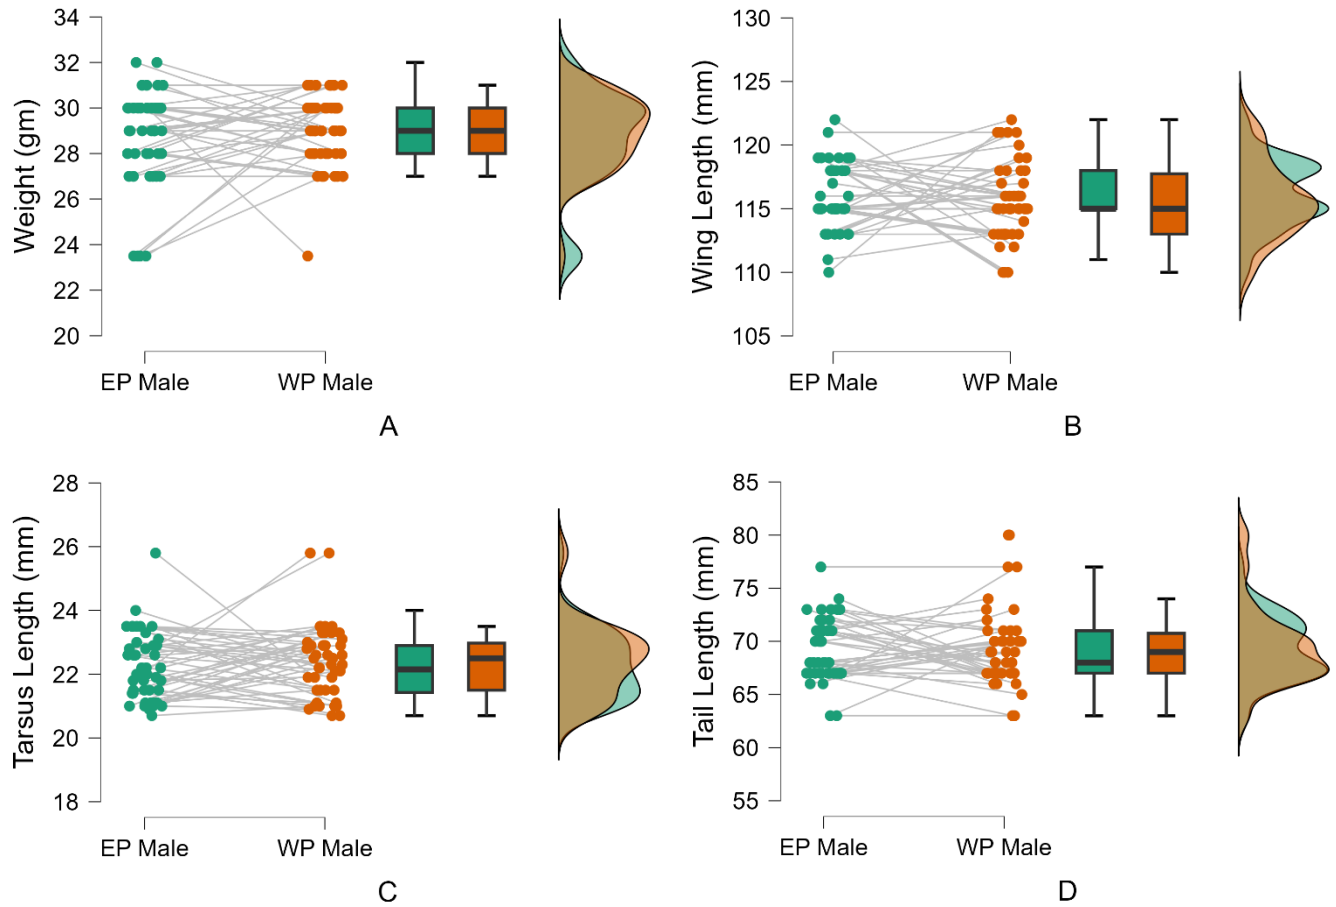 Weight (gm)
34
32
30
28
26
24
22
20
EP Male
WP Male
A
Wing Length (mm)
130
125
120
115
110
105
EP Male
WP Male
B
Tarsus Length (mm)
28
26
24
22
20
18
EP Male
WP Male
C
Tail Length (mm)
85
80
75
70
65
60
55
EP Male
WP Male
D